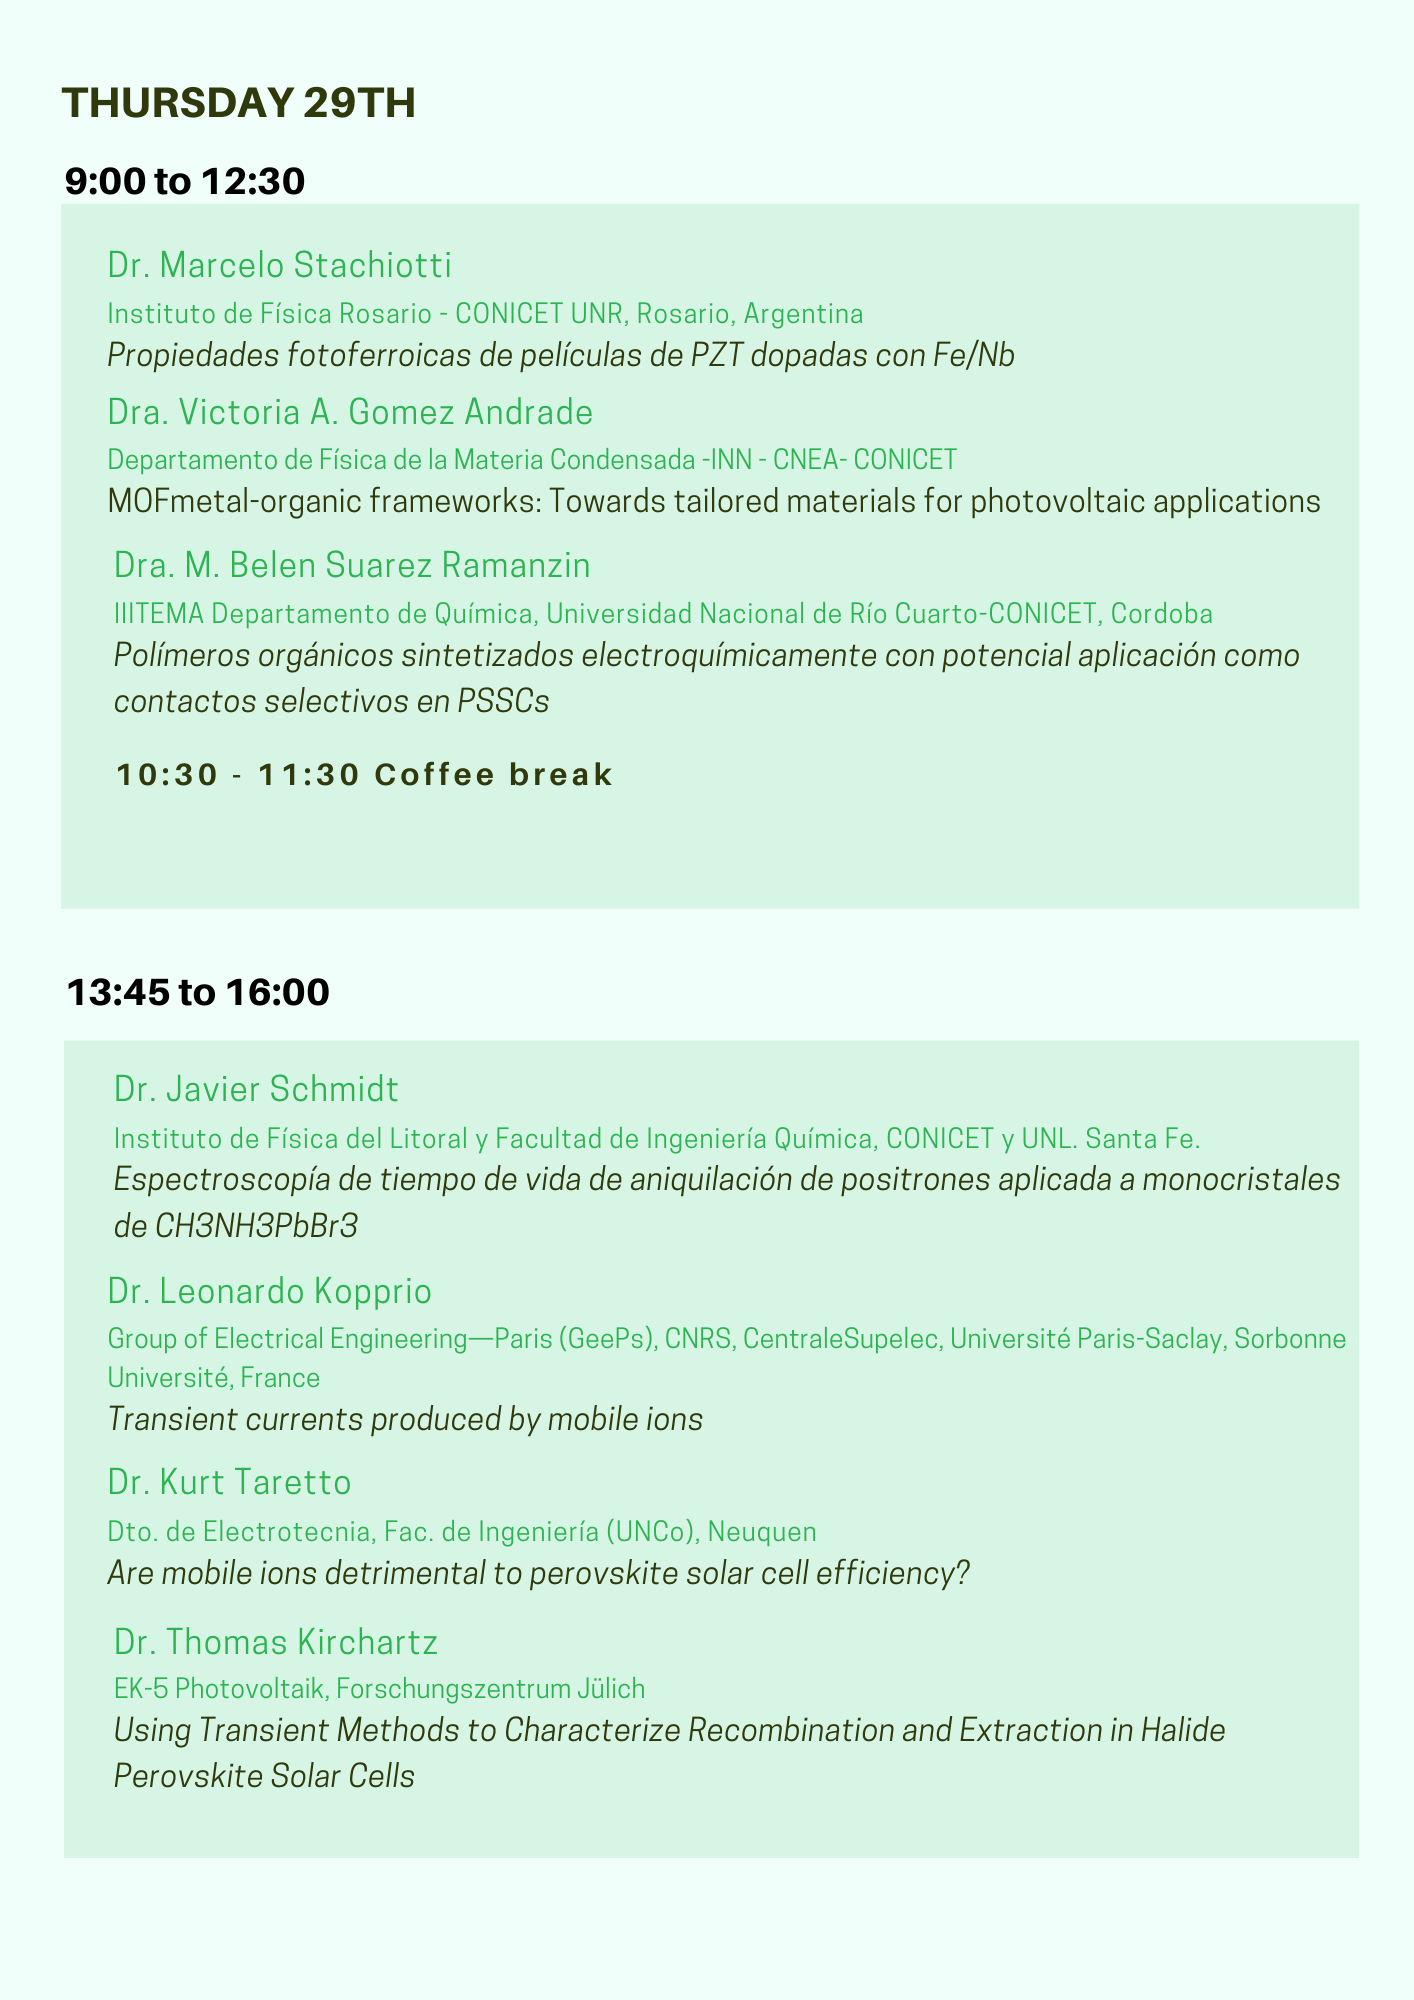 THURSDAY 29TH
9:00 to 12:30
Dr. Marcelo Stachiotti
Instituto de Física Rosario - CONICET UNR, Rosario, Argentina
Propiedades fotoferroicas de películas de PZT dopadas con Fe/Nb
Dra. Victoria A. Gomez Andrade
Departamento de Física de la Materia Condensada -INN - CNEA- CONICET
MOFmetal-organic frameworks: Towards tailored materials for photovoltaic applications
Dra. M. Belen Suarez Ramanzin
IIITEMA Departamento de Química, Universidad Nacional de Río Cuarto-CONICET, Cordoba
Polímeros orgánicos sintetizados electroquímicamente con potencial aplicación como
contactos selectivos en PSSCs
10:30 - 11:30 Coffee break
13:45 to 16:00
Dr. Javier Schmidt
Instituto de Física del Litoral y Facultad de Ingeniería Química, CONICET y UNL. Santa Fe.
Espectroscopía de tiempo de vida de aniquilación de positrones aplicada a monocristales
de CH3NH3PbBr3
Dr. Leonardo Kopprio
Group of Electrical Engineering—Paris (GeePs), CNRS, CentraleSupelec, Université Paris-Saclay, Sorbonne
Université, France
Transient currents produced by mobile ions
Dr. Kurt Taretto
Dto. de Electrotecnia, Fac. de Ingeniería (UNCo), Neuquen
Are mobile ions detrimental to perovskite solar cell efficiency?
Dr. Thomas Kirchartz
EK-5 Photovoltaik, Forschungszentrum Jülich
Using Transient Methods to Characterize Recombination and Extraction in Halide
Perovskite Solar Cells